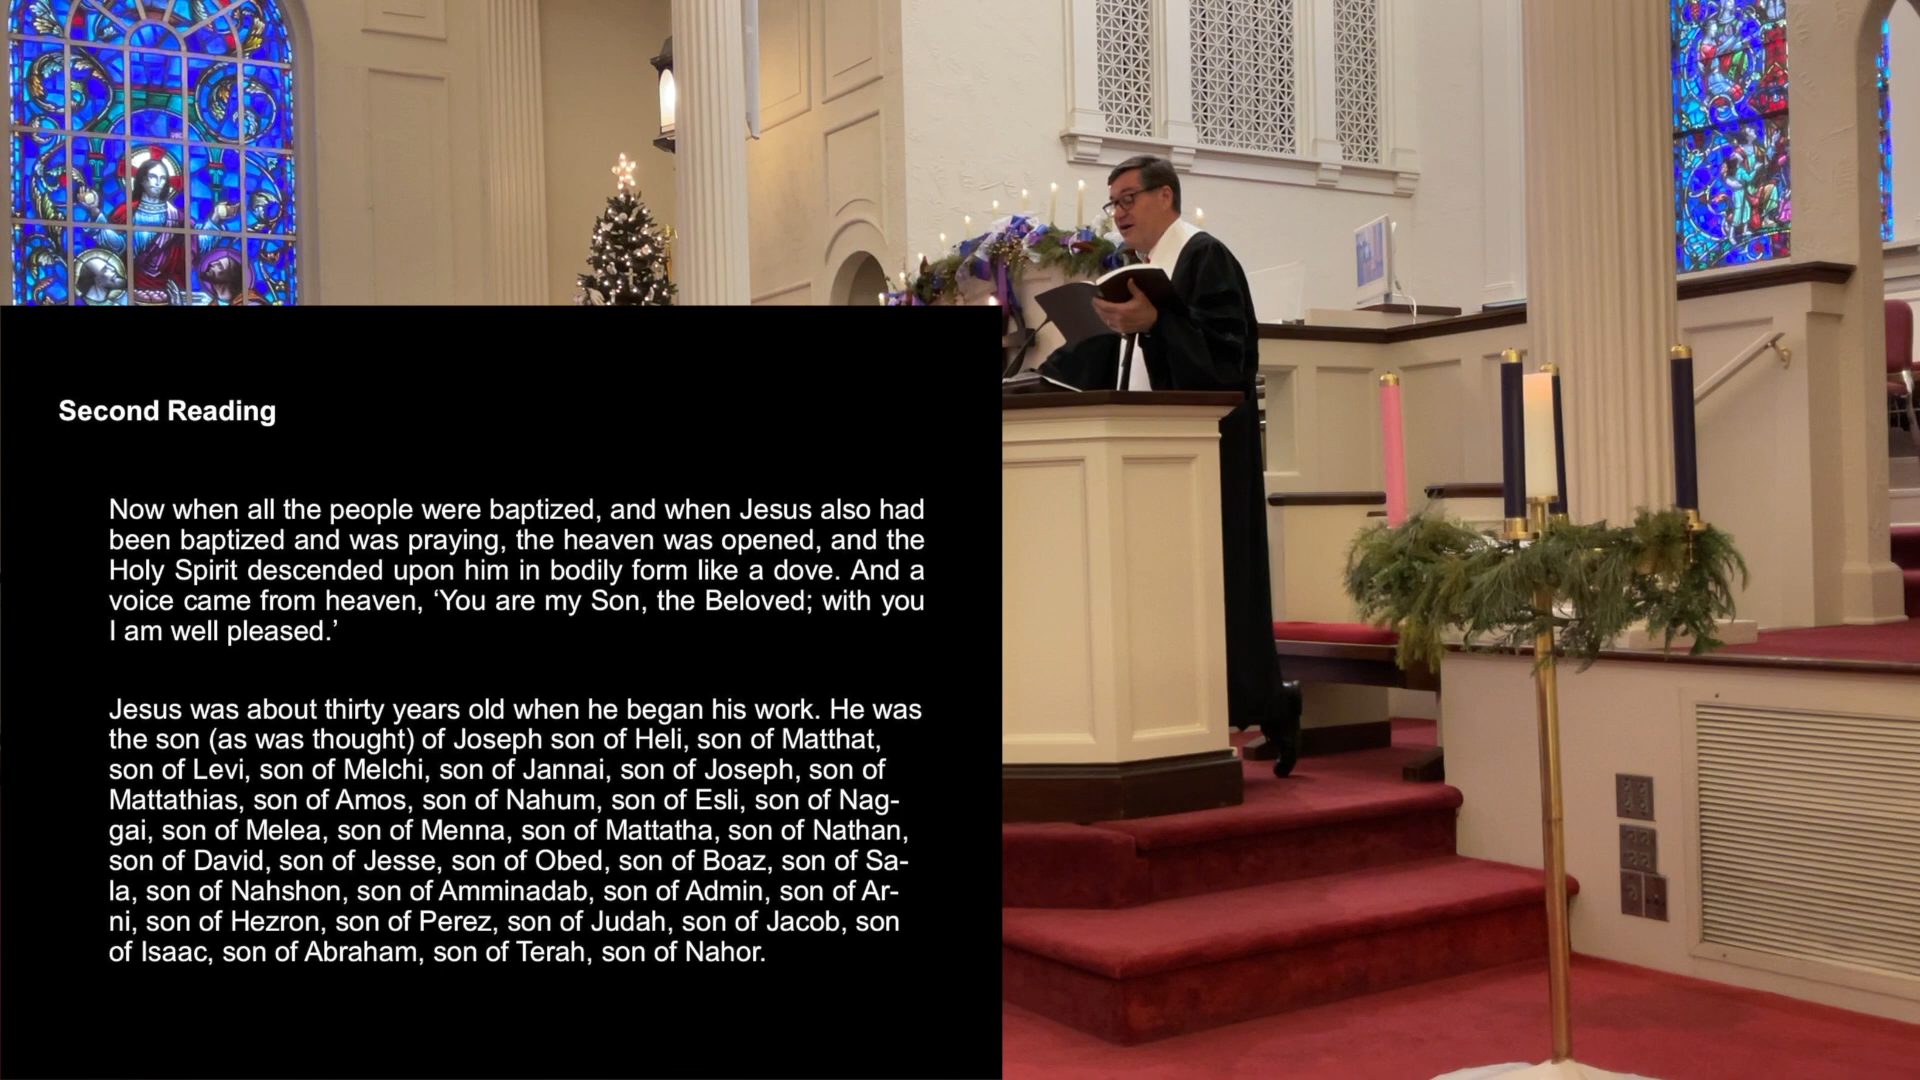 Second Reading
Now when all the people were baptized, and when Jesus also had
been baptized and was praying, the heaven was opened, and the
Holy Spirit descended upon him in bodily form like a dove. And a
voice came from heaven, ‘You are my Son, the Beloved; with you
I am well pleased.’
Jesus was about thirty years old when he began his work. He was
the son (as was thought) of Joseph son of Heli, son of Matthat,
son of Levi, son of Melchi, son of Jannai, son of Joseph, son of
Mattathias, son of Amos, son of Nahum, son of Esli, son of Nag-
gai, son of Melea, son of Menna, son of Mattatha, son of Nathan,
son of David, son of Jesse, son of Obed, son of Boaz, son of Sa-
la, son of Nahshon, son of Amminadab, son of Admin, son of Ar-
ni, son of Hezron, son of Perez, son of Judah, son of Jacob, son
of Isaac, son of Abraham, son of Terah, son of Nahor.